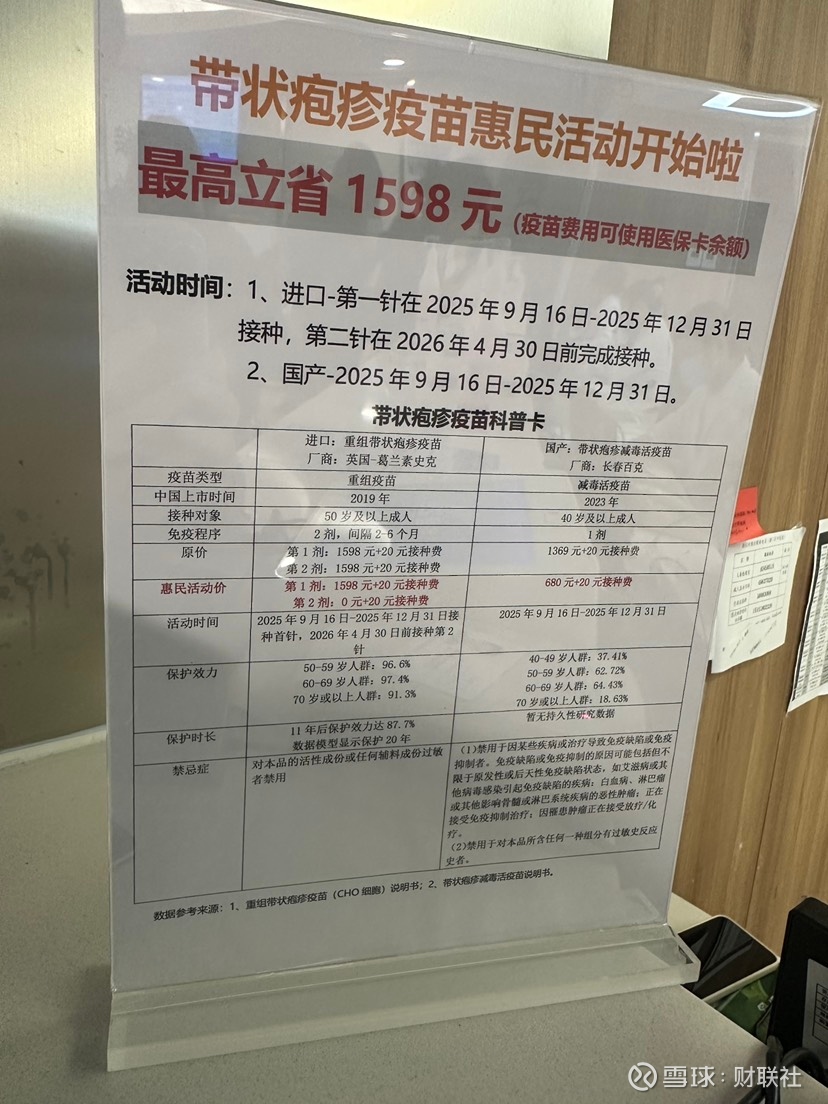 带状疱疹疫苗惠民活动开始啦
最高立省 1598 元（疫苗费用可使用医保卡余额）
活动时间：1、进口-第一针在 2025 年 9 月 16 日-2025 年 12 月 31 日
接种，第二针在 2026 年 4 月 30 日前完成接种。
2、国产-2025 年 9 月 16 日-2025 年 12 月 31 日。
带状疱疹疫苗科普卡
进口：重组带状疱疹疫苗
厂商：英国-葛兰素史克
国产：带状疱疹减毒活疫苗
厂商：长春百克
疫苗类型 重组疫苗 减毒活疫苗
中国上市时间 2019年 2023年
接种对象 50 岁及以上成人 40 岁及以上成人
免疫程序 2 剂，间隔 2-6 个月 1 剂
原价 第 1 剂：1598 元+20 元接种费 1369 元+20 元接种费
第 2 剂：1598 元+20 元接种费
惠民活动价 第 1 剂：1598 元+20 元接种费 680 元+20 元接种费
第 2 剂：0 元+20 元接种费
活动时间 2025 年 9 月 16 日-2025 年 12 月 31 日接
种首针，2026 年 4 月 30 日前接种第 2
针
2025 年 9 月 16 日-2025 年 12 月 31 日
保护效力 50-59 岁人群：96.6%
60-69 岁人群：97.4%
70 岁或以上人群：91.3%
40-49 岁人群：37.41%
50-59 岁人群：62.72%
60-69 岁人群：64.43%
70 岁或以上人群：18.63%
保护时长 11 年后保护效力达 87.7%
数据模型显示保护 20 年
暂无持久性研究数据
禁忌症 对本品的活性成份或任何辅料成份过敏
者禁用
（1）禁用于因某些疾病或治疗导致免疫缺陷或免疫
抑制者。免疫缺陷或免疫抑制的原因可能包括但不
限于原发性或后天性免疫缺陷状态，如艾滋病或其
他病毒感染引起免疫缺陷的疾病；白血病、淋巴瘤
或其他影响骨髓或淋巴系统疾病的恶性肿瘤；正在
接受免疫抑制治疗；因罹患肿瘤正在接受放疗/化
疗。
（2）禁用于对本品所含任何一种组分有过敏史反应
史者。
数据参考来源：1、重组带状疱疹疫苗（CHO 细胞）说明书；2、带状疱疹减毒活疫苗说明书。
雪球：财联社